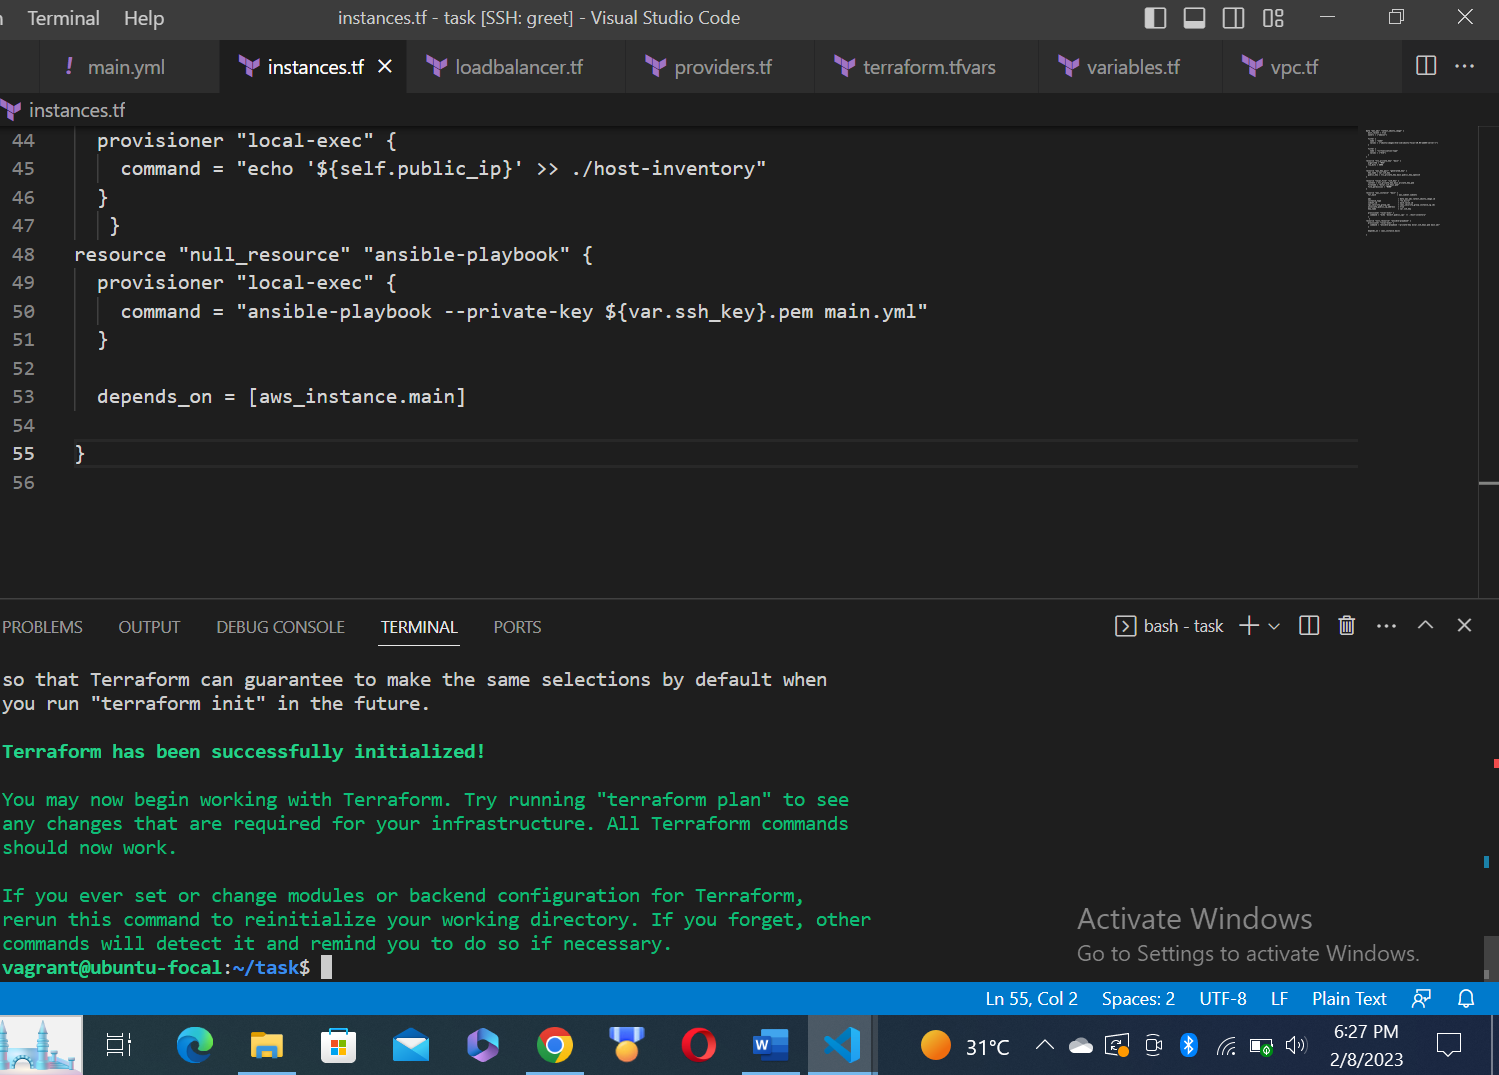 Terminal Help instances.tf - task [SSH: greet] - Visual Studio Code
! main.yml instances.tf loadbalancer.tf providers.tf terraform.tfvars variables.tf vpc.tf
instances.tf
44 provisioner "local-exec" {
45 command = "echo '${self.public_ip}' >> ./host-inventory"
46 }
47 }
48 resource "null_resource" "ansible-playbook" {
49 provisioner "local-exec" {
50 command = "ansible-playbook --private-key ${var.ssh_key}.pem main.yml"
51 }
52
53 depends_on = [aws_instance.main]
54
55 }
56
PROBLEMS OUTPUT DEBUG CONSOLE TERMINAL PORTS bash - task
so that Terraform can guarantee to make the same selections by default when
you run "terraform init" in the future.
Terraform has been successfully initialized!
You may now begin working with Terraform. Try running "terraform plan" to see
any changes that are required for your infrastructure. All Terraform commands
should now work.
If you ever set or change modules or backend configuration for Terraform,
rerun this command to reinitialize your working directory. If you forget, other
commands will detect it and remind you to do so if necessary.
vagrant@ubuntu-focal:~/task$
Activate Windows
Go to Settings to activate Windows.
Ln 55, Col 2 Spaces: 2 UTF-8 LF Plain Text
W 31°C 6:27 PM
2/8/2023